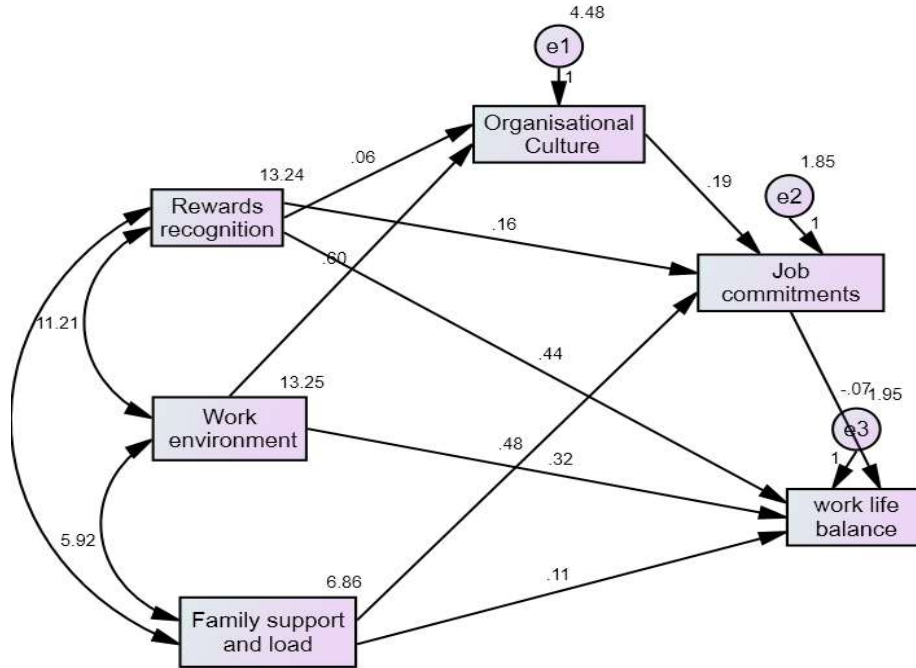 4.48
e1
1
Organisational
Culture
.06
13.24
Rewards
recognition
.19
1.85
e2
1
.16
.60
Job
commitments
11.21
.44
13.25
Work
environment
-.07
1.95
e3
1
.48
.32
work life
balance
5.92
6.86
.11
Family support
and load